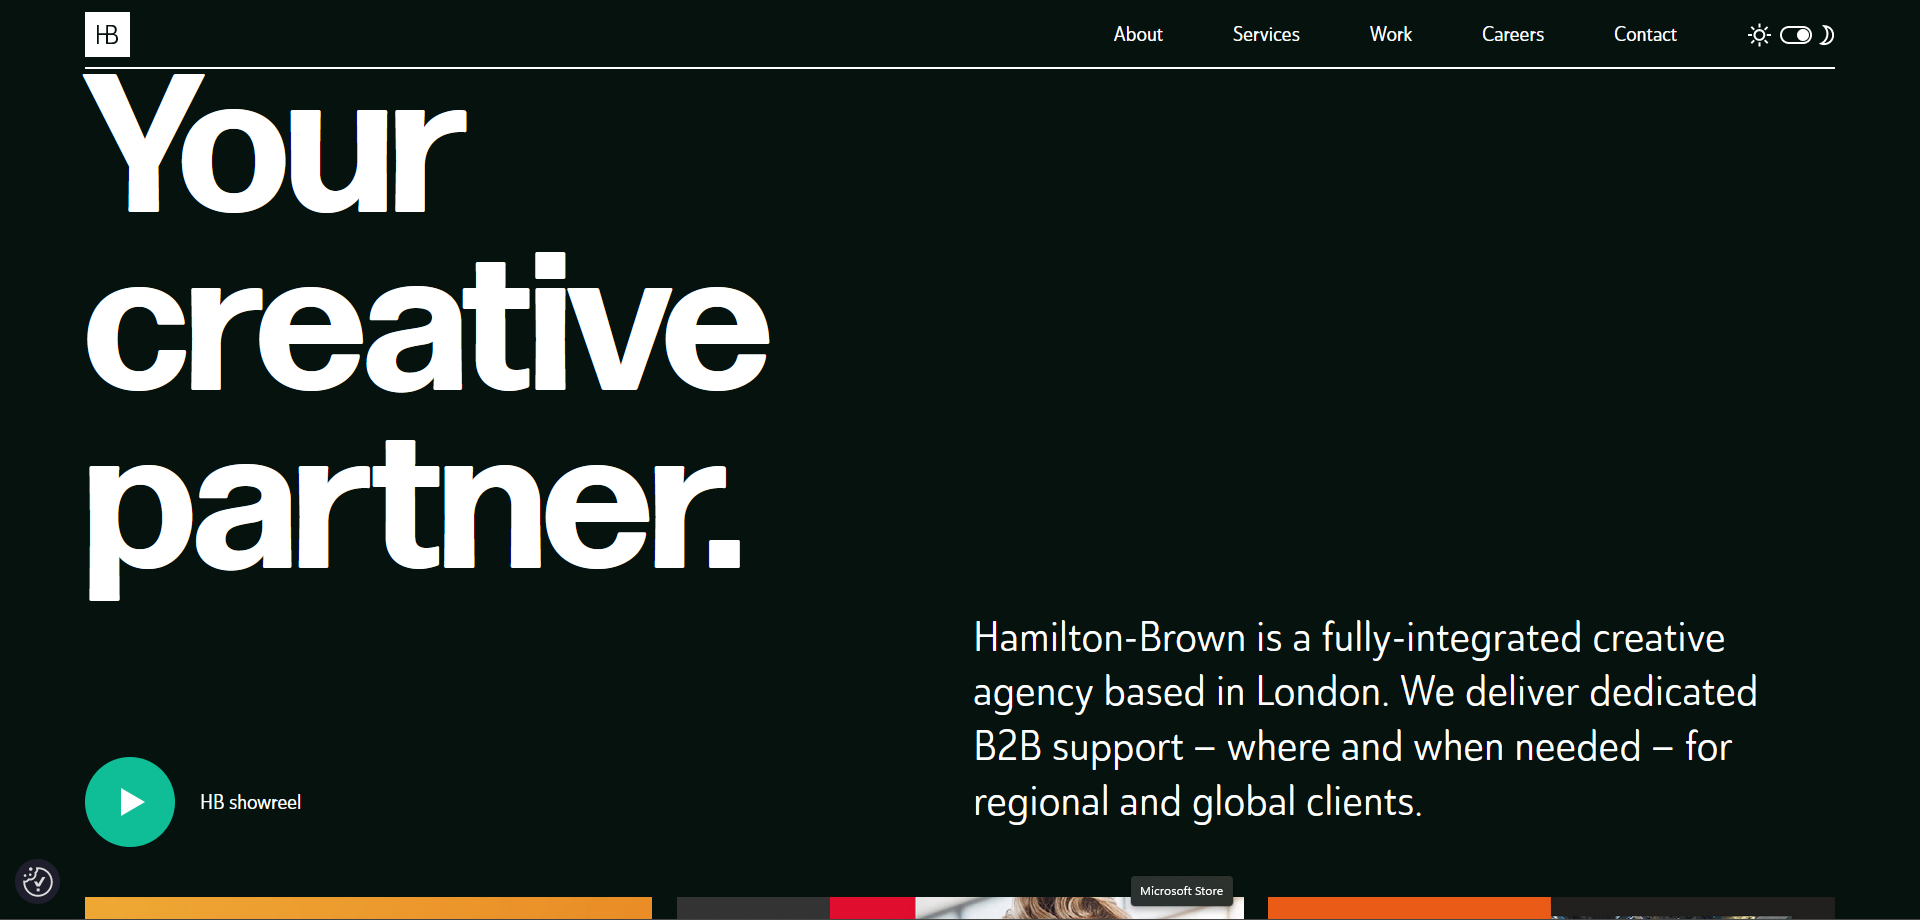 HB
About
Services
Work
Careers
Contact
Your
creative
partner.
Hamilton-Brown is a fully-integrated creative
agency based in London. We deliver dedicated
B2B support – where and when needed – for
regional and global clients.
HB showreel
Microsoft Store